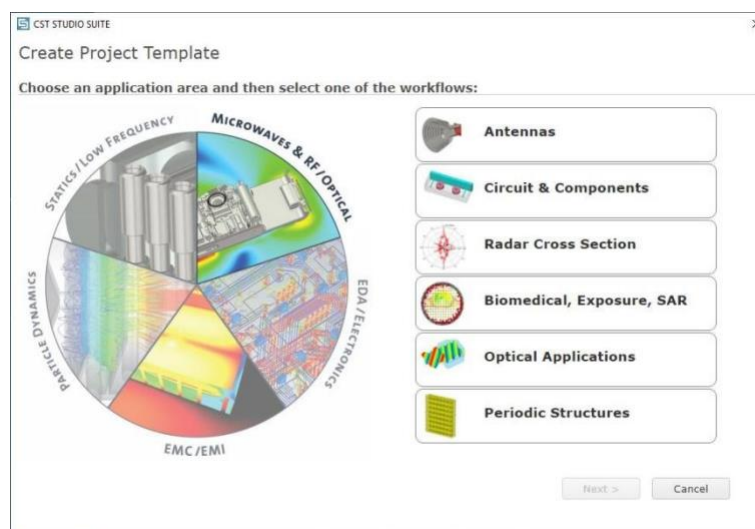 CST STUDIO SUITE
Create Project Template
Choose an application area and then select one of the workflows:
STATICS/LOW FREQUENCY
MICROWAVES & RF/OPTICAL
EDA/ELECTRONICS
EMC/EMI
PARTICLE DYNAMICS
Antennas
Circuit & Components
Radar Cross Section
Biomedical, Exposure, SAR
Optical Applications
Periodic Structures
Next >
Cancel